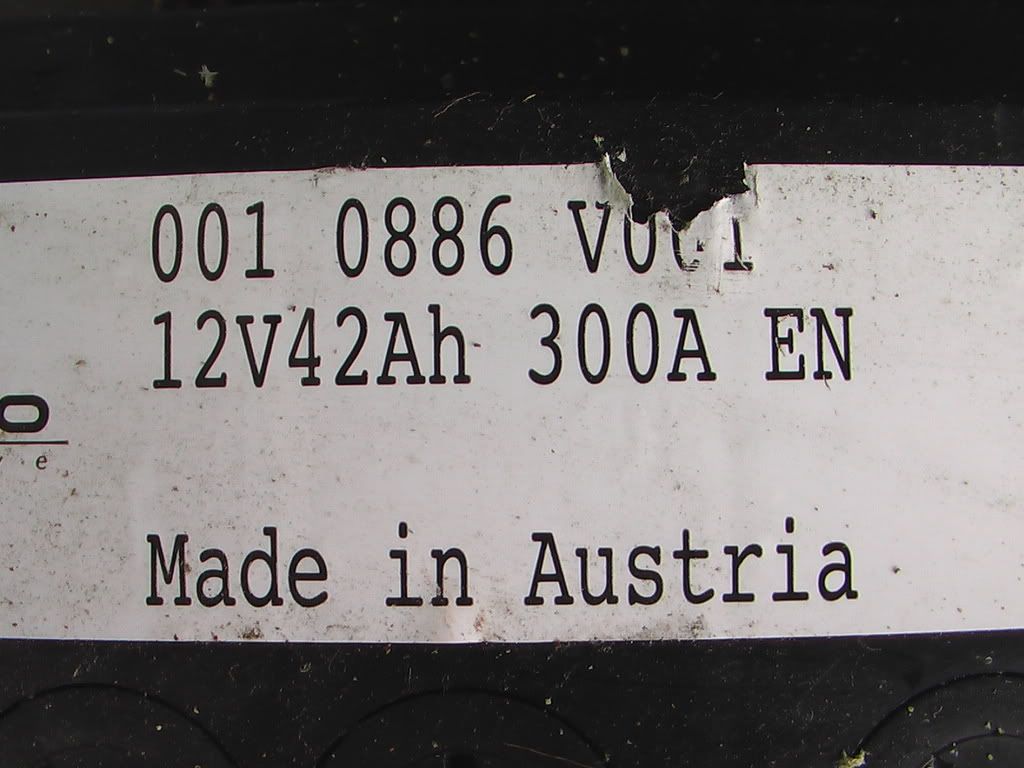 001 0886
12V42Ah 300A EN
o
e
Made in Austria